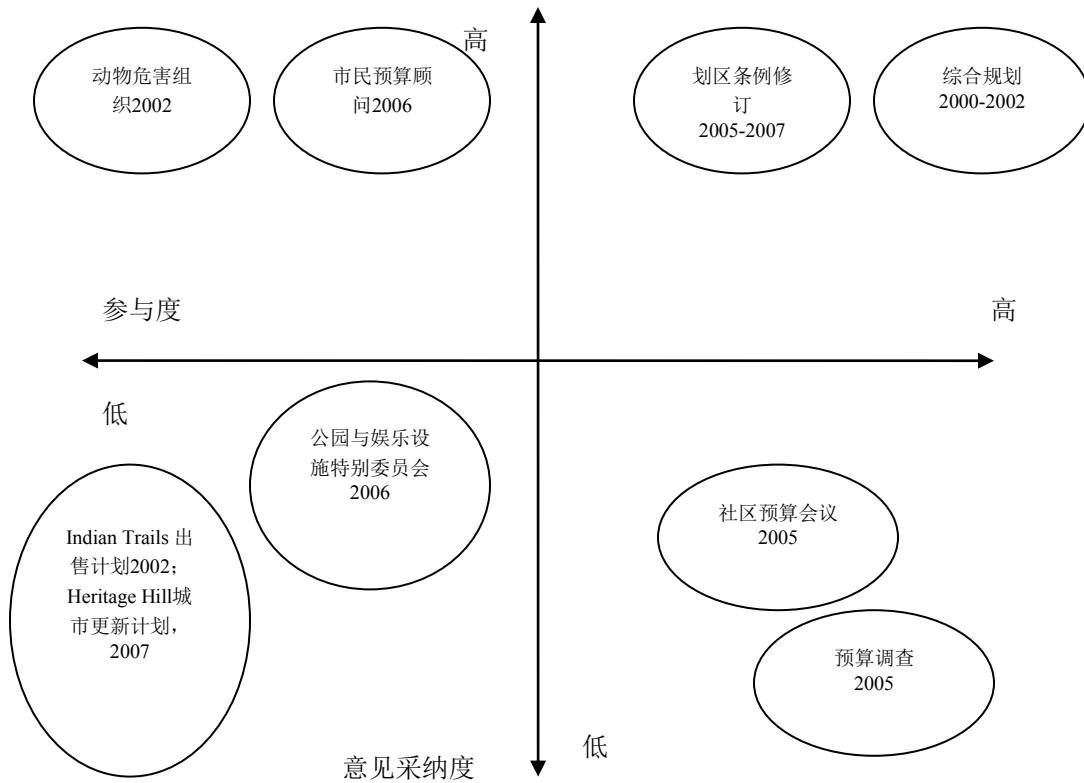 高
动物危害组
织2002
市民预算顾
问2006
划区条例修
订
2005-2007
综合规划
2000-2002
参与度
高
低
公园与娱乐设
施特别委员会
2006
Indian Trails 出
售计划2002;
Heritage Hill城
市更新计划，
2007
社区预算会议
2005
预算调查
2005
低
意见采纳度